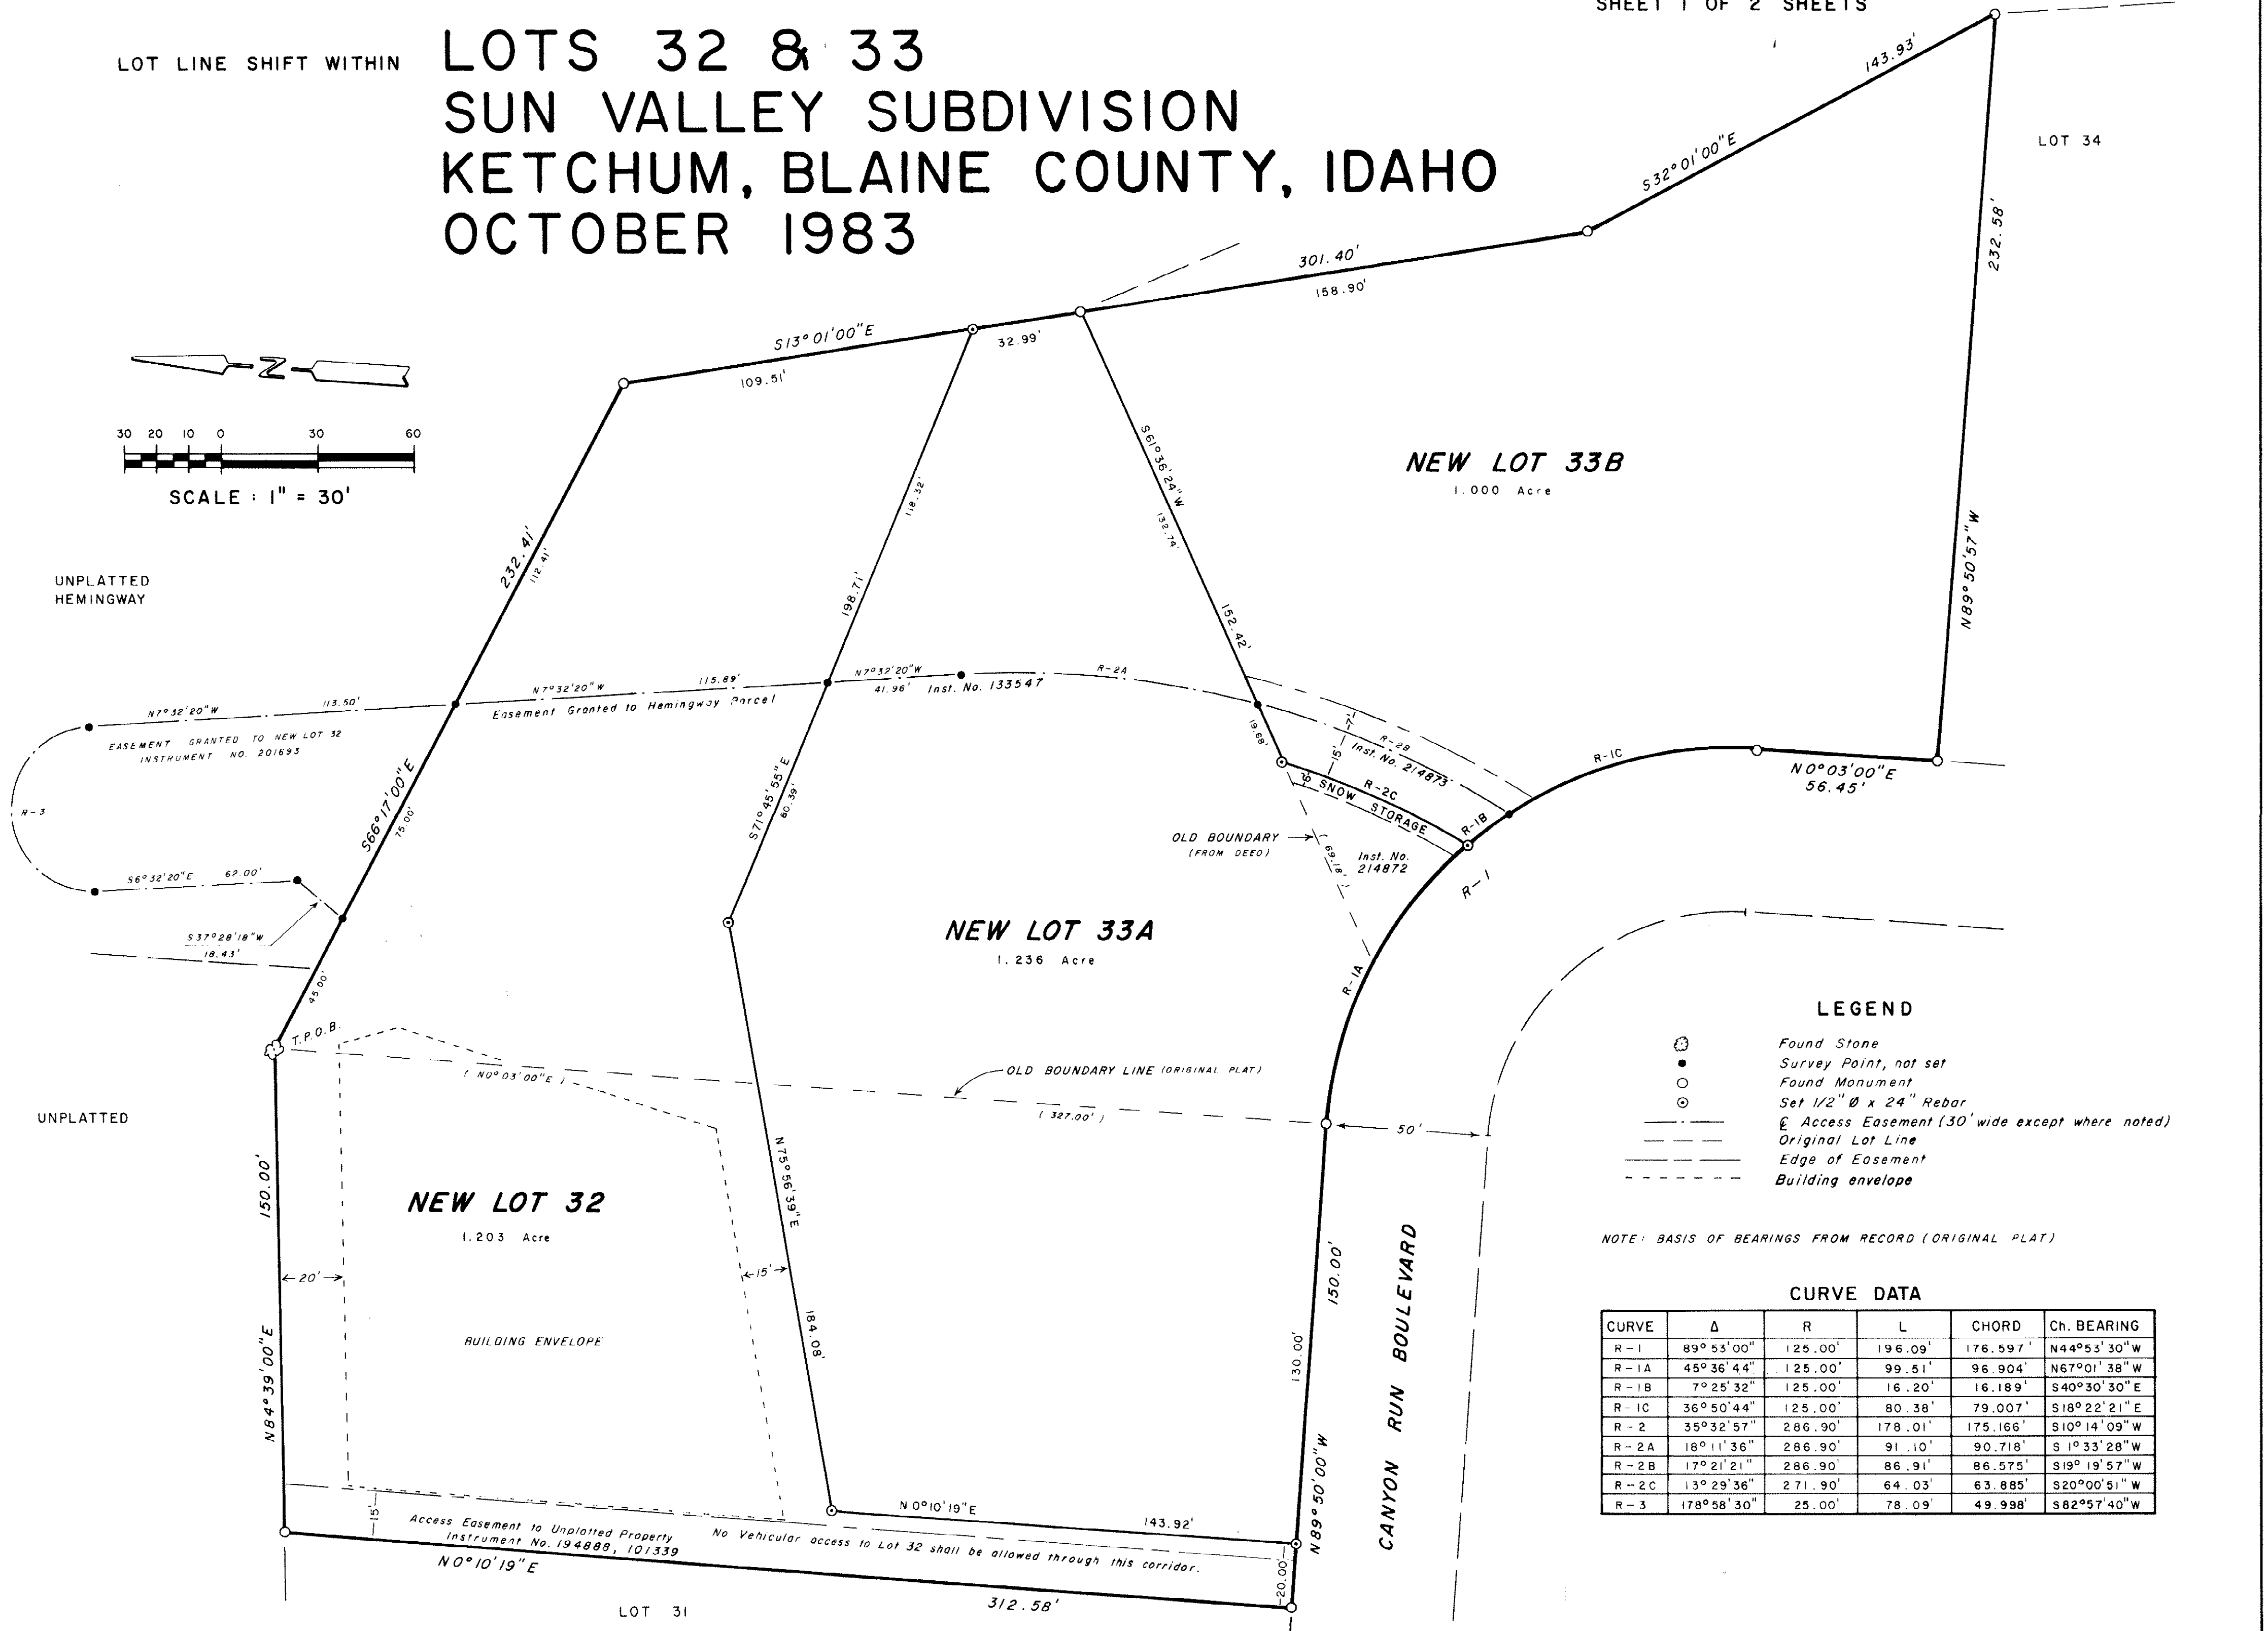 SHEET 1 OF 2 SHEETS
LOT LINE SHIFT WITHIN
LOTS 32 & 33
SUN VALLEY SUBDIVISION
KETCHUM, BLAINE COUNTY, IDAHO
OCTOBER 1983
143.93'
S32°01'00"E
LOT 34
232.58'
N89°50'57"W
301.40'
158.90'
S13°01'00"E
32.99'
109.51'
N
30 20 10 0 30 60
SCALE : 1" = 30'
UNPLATTED
HEMINGWAY
232.41'
112.41'
118.32'
198.71'
S61°36'24"W
132.74'
152.42'
NEW LOT 33B
1.000 Acre
N7°32'20"W 113.50'
N7°32'20"W 115.89'
N7°32'20"W
41.96' Inst. No. 133547
R-2A
Easement Granted to Hemingway Parcel
EASEMENT GRANTED TO NEW LOT 32
INSTRUMENT NO. 201693
R-3
S66°17'00"E
75.00'
S71°45'55"E
80.39'
19.68'
7'
15'
R-2B
Inst. No. 214873
R-2C
6'
SNOW STORAGE
R-1B
R-1C
N0°03'00"E
56.45'
S6°32'20"E 62.00'
S37°28'18"W
18.43'
45.00'
OLD BOUNDARY
(FROM DEED)
(69.18')
Inst. No.
214872
R-1
R-1A
NEW LOT 33A
1.236 Acre
T.P.O.B.
(N0°03'00"E)
OLD BOUNDARY LINE (ORIGINAL PLAT)
(327.00')
50'
UNPLATTED
150.00'
N84°39'00"E
NEW LOT 32
1.203 Acre
20'
15'
BUILDING ENVELOPE
N75°56'39"E
184.08'
150.00'
130.00'
N89°50'00"W
CANYON RUN BOULEVARD
N0°10'19"E 143.92'
15'
Access Easement to Unplatted Property
Instrument No. 194888, 101339
No Vehicular access to Lot 32 shall be allowed through this corridor.
20.00'
N0°10'19"E
312.58'
LOT 31
LEGEND
Found Stone
Survey Point, not set
Found Monument
Set 1/2" Ø x 24" Rebar
℄ Access Easement (30' wide except where noted)
Original Lot Line
Edge of Easement
Building envelope
NOTE: BASIS OF BEARINGS FROM RECORD (ORIGINAL PLAT)
CURVE DATA
CURVE Δ R L CHORD Ch. BEARING
R-1 89°53'00" 125.00' 196.09' 176.597' N44°53'30"W
R-1A 45°36'44" 125.00' 99.51' 96.904' N67°01'38"W
R-1B 7°25'32" 125.00' 16.20' 16.189' S40°30'30"E
R-1C 36°50'44" 125.00' 80.38' 79.007' S18°22'21"E
R-2 35°32'57" 286.90' 178.01' 175.166' S10°14'09"W
R-2A 18°11'36" 286.90' 91.10' 90.718' S 1°33'28"W
R-2B 17°21'21" 286.90' 86.91' 86.575' S19°19'57"W
R-2C 13°29'36" 271.90' 64.03' 63.885' S20°00'51"W
R-3 178°58'30" 25.00' 78.09' 49.998' S82°57'40"W